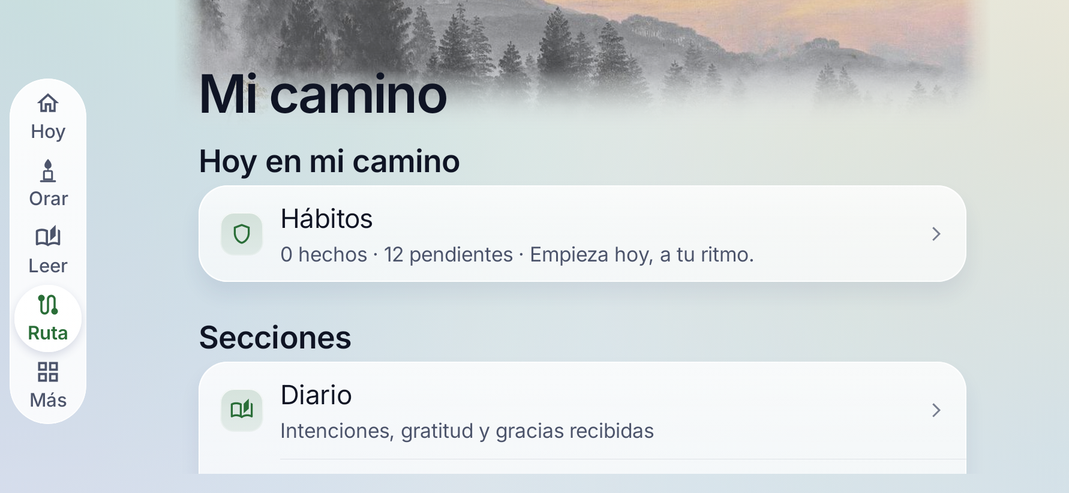 Mi camino
Hoy en mi camino
Hábitos
0 hechos · 12 pendientes · Empieza hoy, a tu ritmo.
Secciones
Diario
Intenciones, gratitud y gracias recibidas
Hoy
Orar
Leer
Ruta
Más